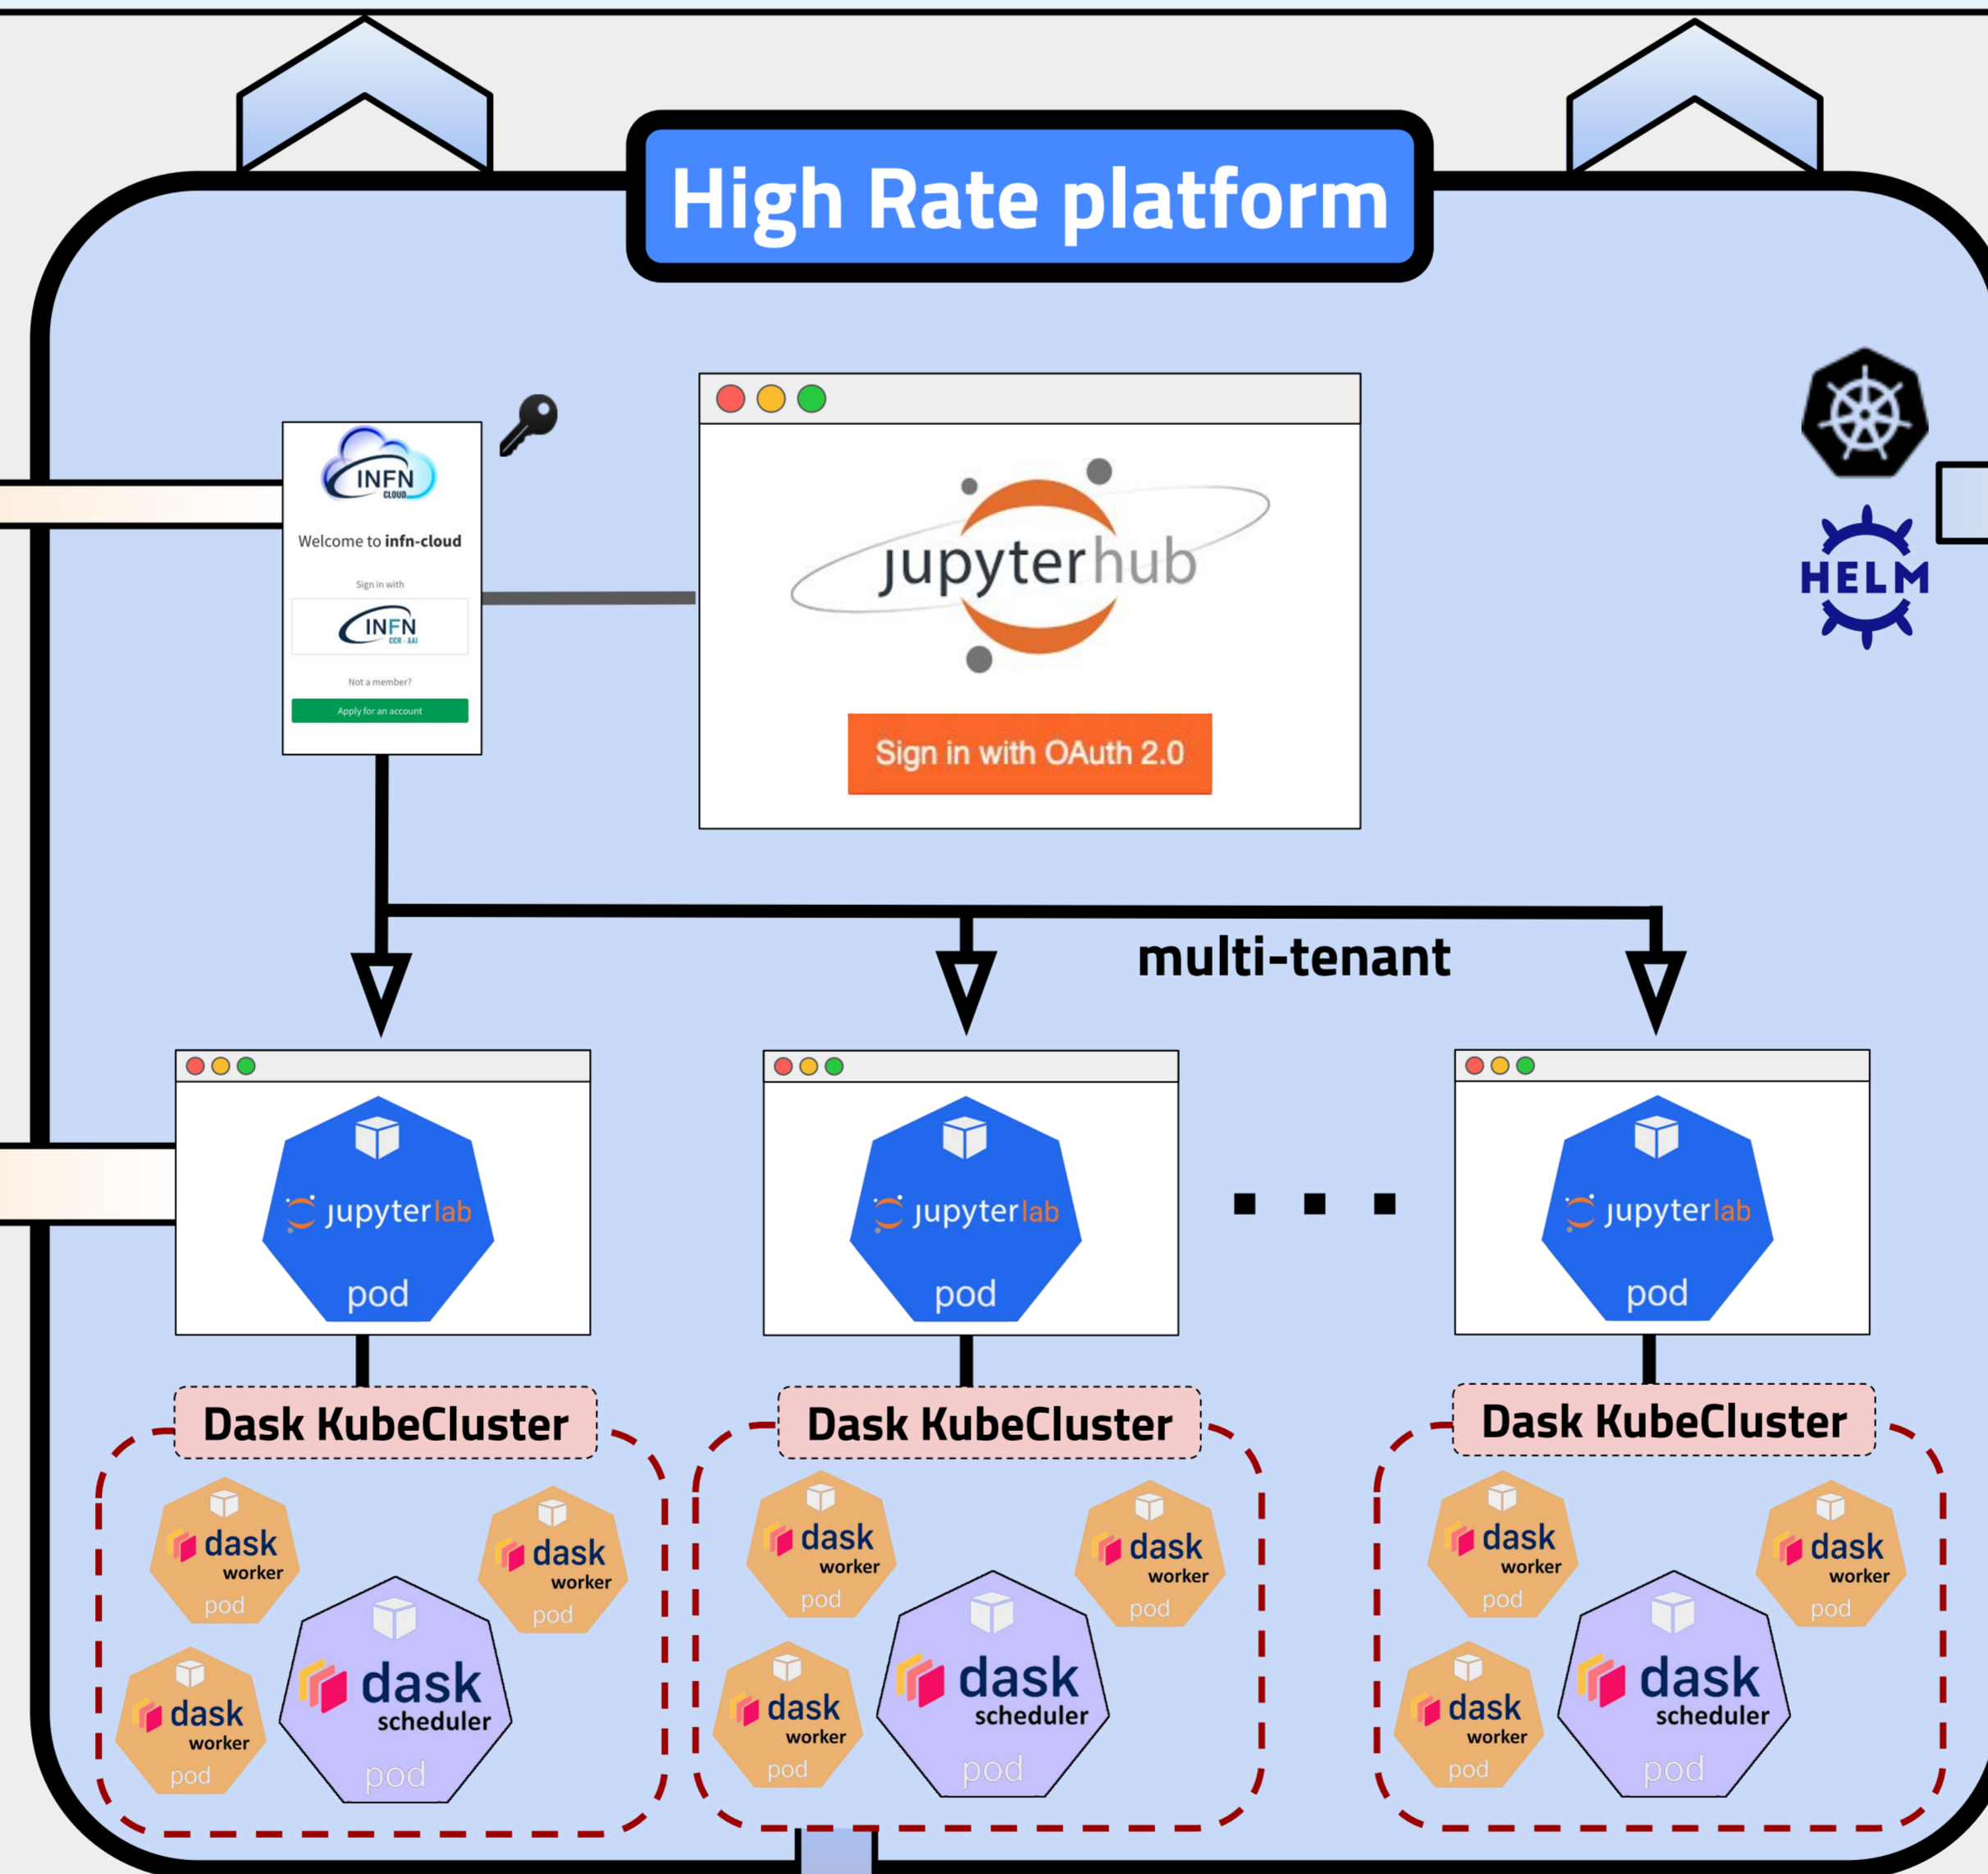 High Rate platform
INFN
CLOUD
Welcome to infn-cloud
Sign in with
INFN
CCR - AAI
Not a member?
Apply for an account
jupyterhub
Sign in with OAuth 2.0
HELM
multi-tenant
jupyterlab
pod
jupyterlab
pod
jupyterlab
pod
Dask KubeCluster
dask
worker
pod
dask
worker
pod
dask
worker
pod
dask
scheduler
pod
Dask KubeCluster
dask
worker
pod
dask
worker
pod
dask
worker
pod
dask
scheduler
pod
Dask KubeCluster
dask
worker
pod
dask
worker
pod
dask
worker
pod
dask
scheduler
pod